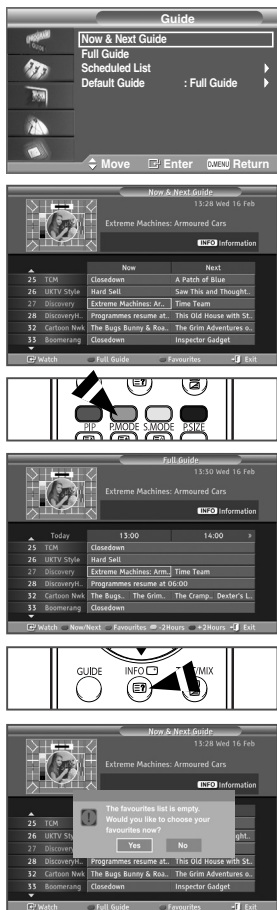 Guide
Now & Next Guide
Full Guide
Scheduled List
Default Guide : Full Guide
Move Enter D.MENU Return
Now & Next Guide
13:28 Wed 16 Feb
Extreme Machines: Armoured Cars
INFO Information
Now Next
25 TCM Closedown A Patch of Blue
26 UKTV Style Hard Sell Saw This and Thought..
27 Discovery Extreme Machines: Ar.. Time Team
28 DiscoveryH.. Programmes resume at.. This Old House with St..
32 Cartoon Nwk The Bugs Bunny & Roa.. The Grim Adventures o..
33 Boomerang Closedown Inspector Gadget
Watch Full Guide Favourites Exit
PIP P.MODE S.MODE P.SIZE
Full Guide
13:30 Wed 16 Feb
Extreme Machines: Armoured Cars
INFO Information
Today 13:00 14:00 >
25 TCM Closedown
26 UKTV Style Hard Sell
27 Discovery Extreme Machines: Arm.. Time Team
28 DiscoveryH.. Programmes resume at 06:00
32 Cartoon Nwk The Bugs.. The Grim.. The Cramp.. Dexter's L..
33 Boomerang Closedown
Watch Now/Next Favourites -2Hours +2Hours Exit
GUIDE INFO /MIX
Now & Next Guide
13:28 Wed 16 Feb
INFO Information
The favourites list is empty.
Would you like to choose your
favourites now?
Yes No
25 TCM
26 UKTV Sty
27 Discovery
28 DiscoveryH.. Programmes resume at.. This Old House with St..
32 Cartoon Nwk The Bugs Bunny & Roa.. The Grim Adventures o..
33 Boomerang Closedown Inspector Gadget
Watch Full Guide Favourites Exit